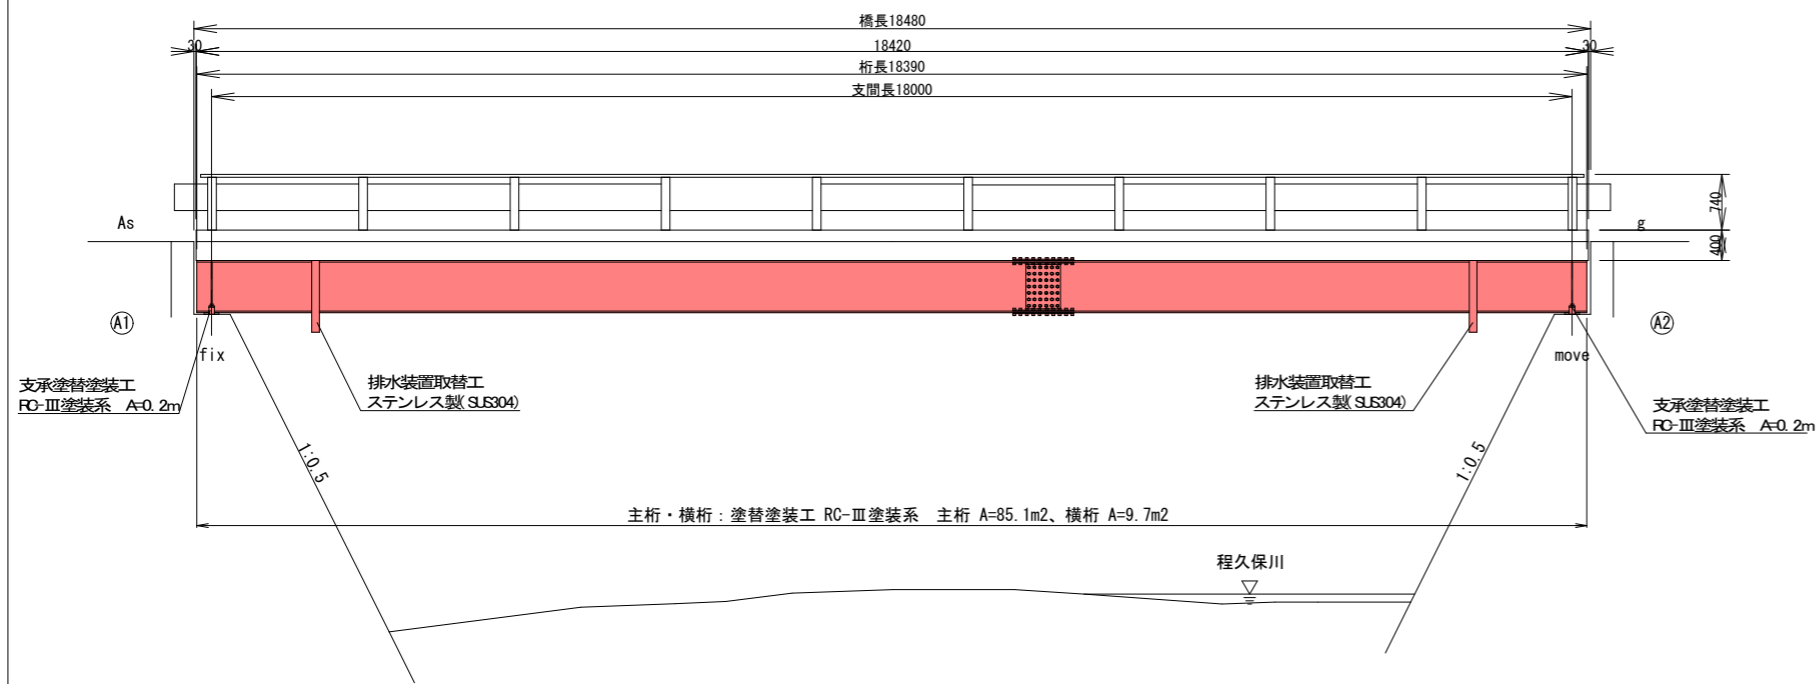 橋長18480
30
18420
30
桁長18390
支間長18000
740
As
g
400
A1
A2
fix
move
支承塗替塗装工
RC-Ⅲ塗装系 A=0.2m
排水装置取替工
ステンレス製(SUS304)
排水装置取替工
ステンレス製(SUS304)
支承塗替塗装工
RC-Ⅲ塗装系 A=0.2m
1:0.5
1:0.5
主桁・横桁：塗替塗装工 RC-Ⅲ塗装系 主桁 A=85.1m2、横桁 A=9.7m2
程久保川